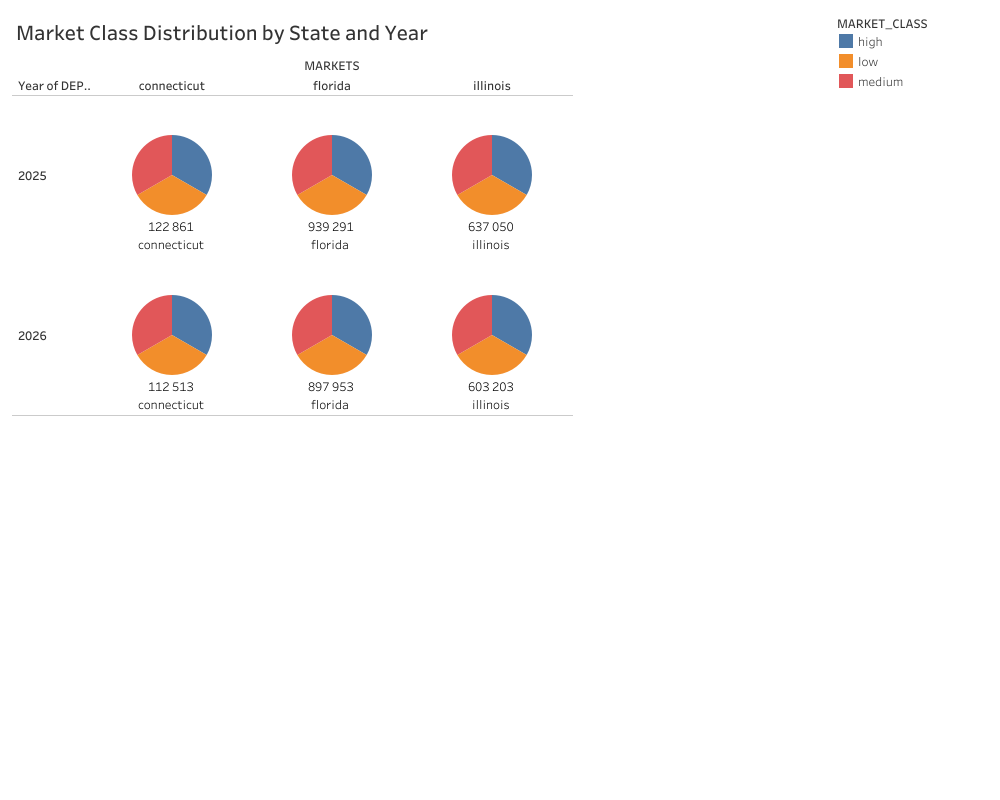 Market Class Distribution by State and Year
MARKETS
Year of DEP.. connecticut florida illinois
2025
122 861 939 291 637 050
connecticut florida illinois
2026
112 513 897 953 603 203
connecticut florida illinois
MARKET_CLASS
high
low
medium